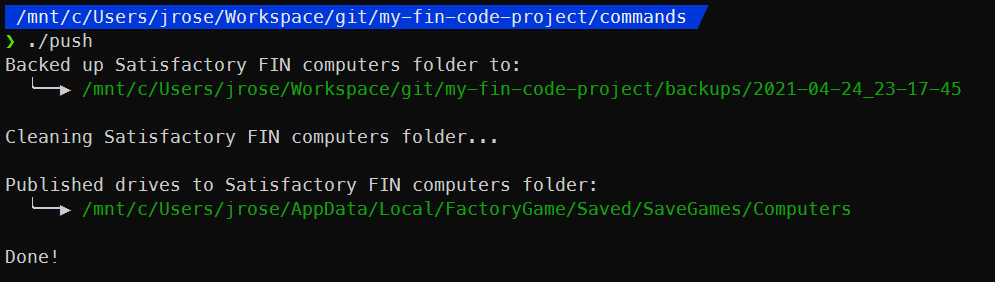 /mnt/c/Users/jrose/Workspace/git/my-fin-code-project/commands
❯ ./push
Backed up Satisfactory FIN computers folder to:
╰──▶ /mnt/c/Users/jrose/Workspace/git/my-fin-code-project/backups/2021-04-24_23-17-45
Cleaning Satisfactory FIN computers folder...
Published drives to Satisfactory FIN computers folder:
╰──▶ /mnt/c/Users/jrose/AppData/Local/FactoryGame/Saved/SaveGames/Computers
Done!